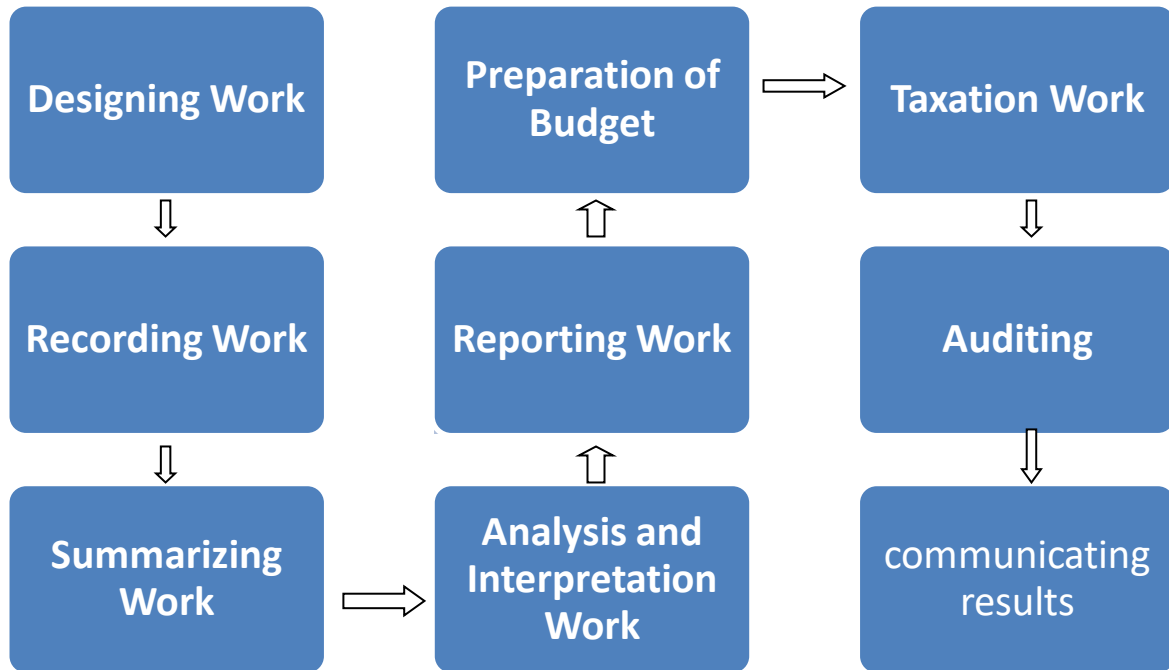 Designing Work
Recording Work
Summarizing
Work
Analysis and
Interpretation
Work
Reporting Work
Preparation of
Budget
Taxation Work
Auditing
communicating
results